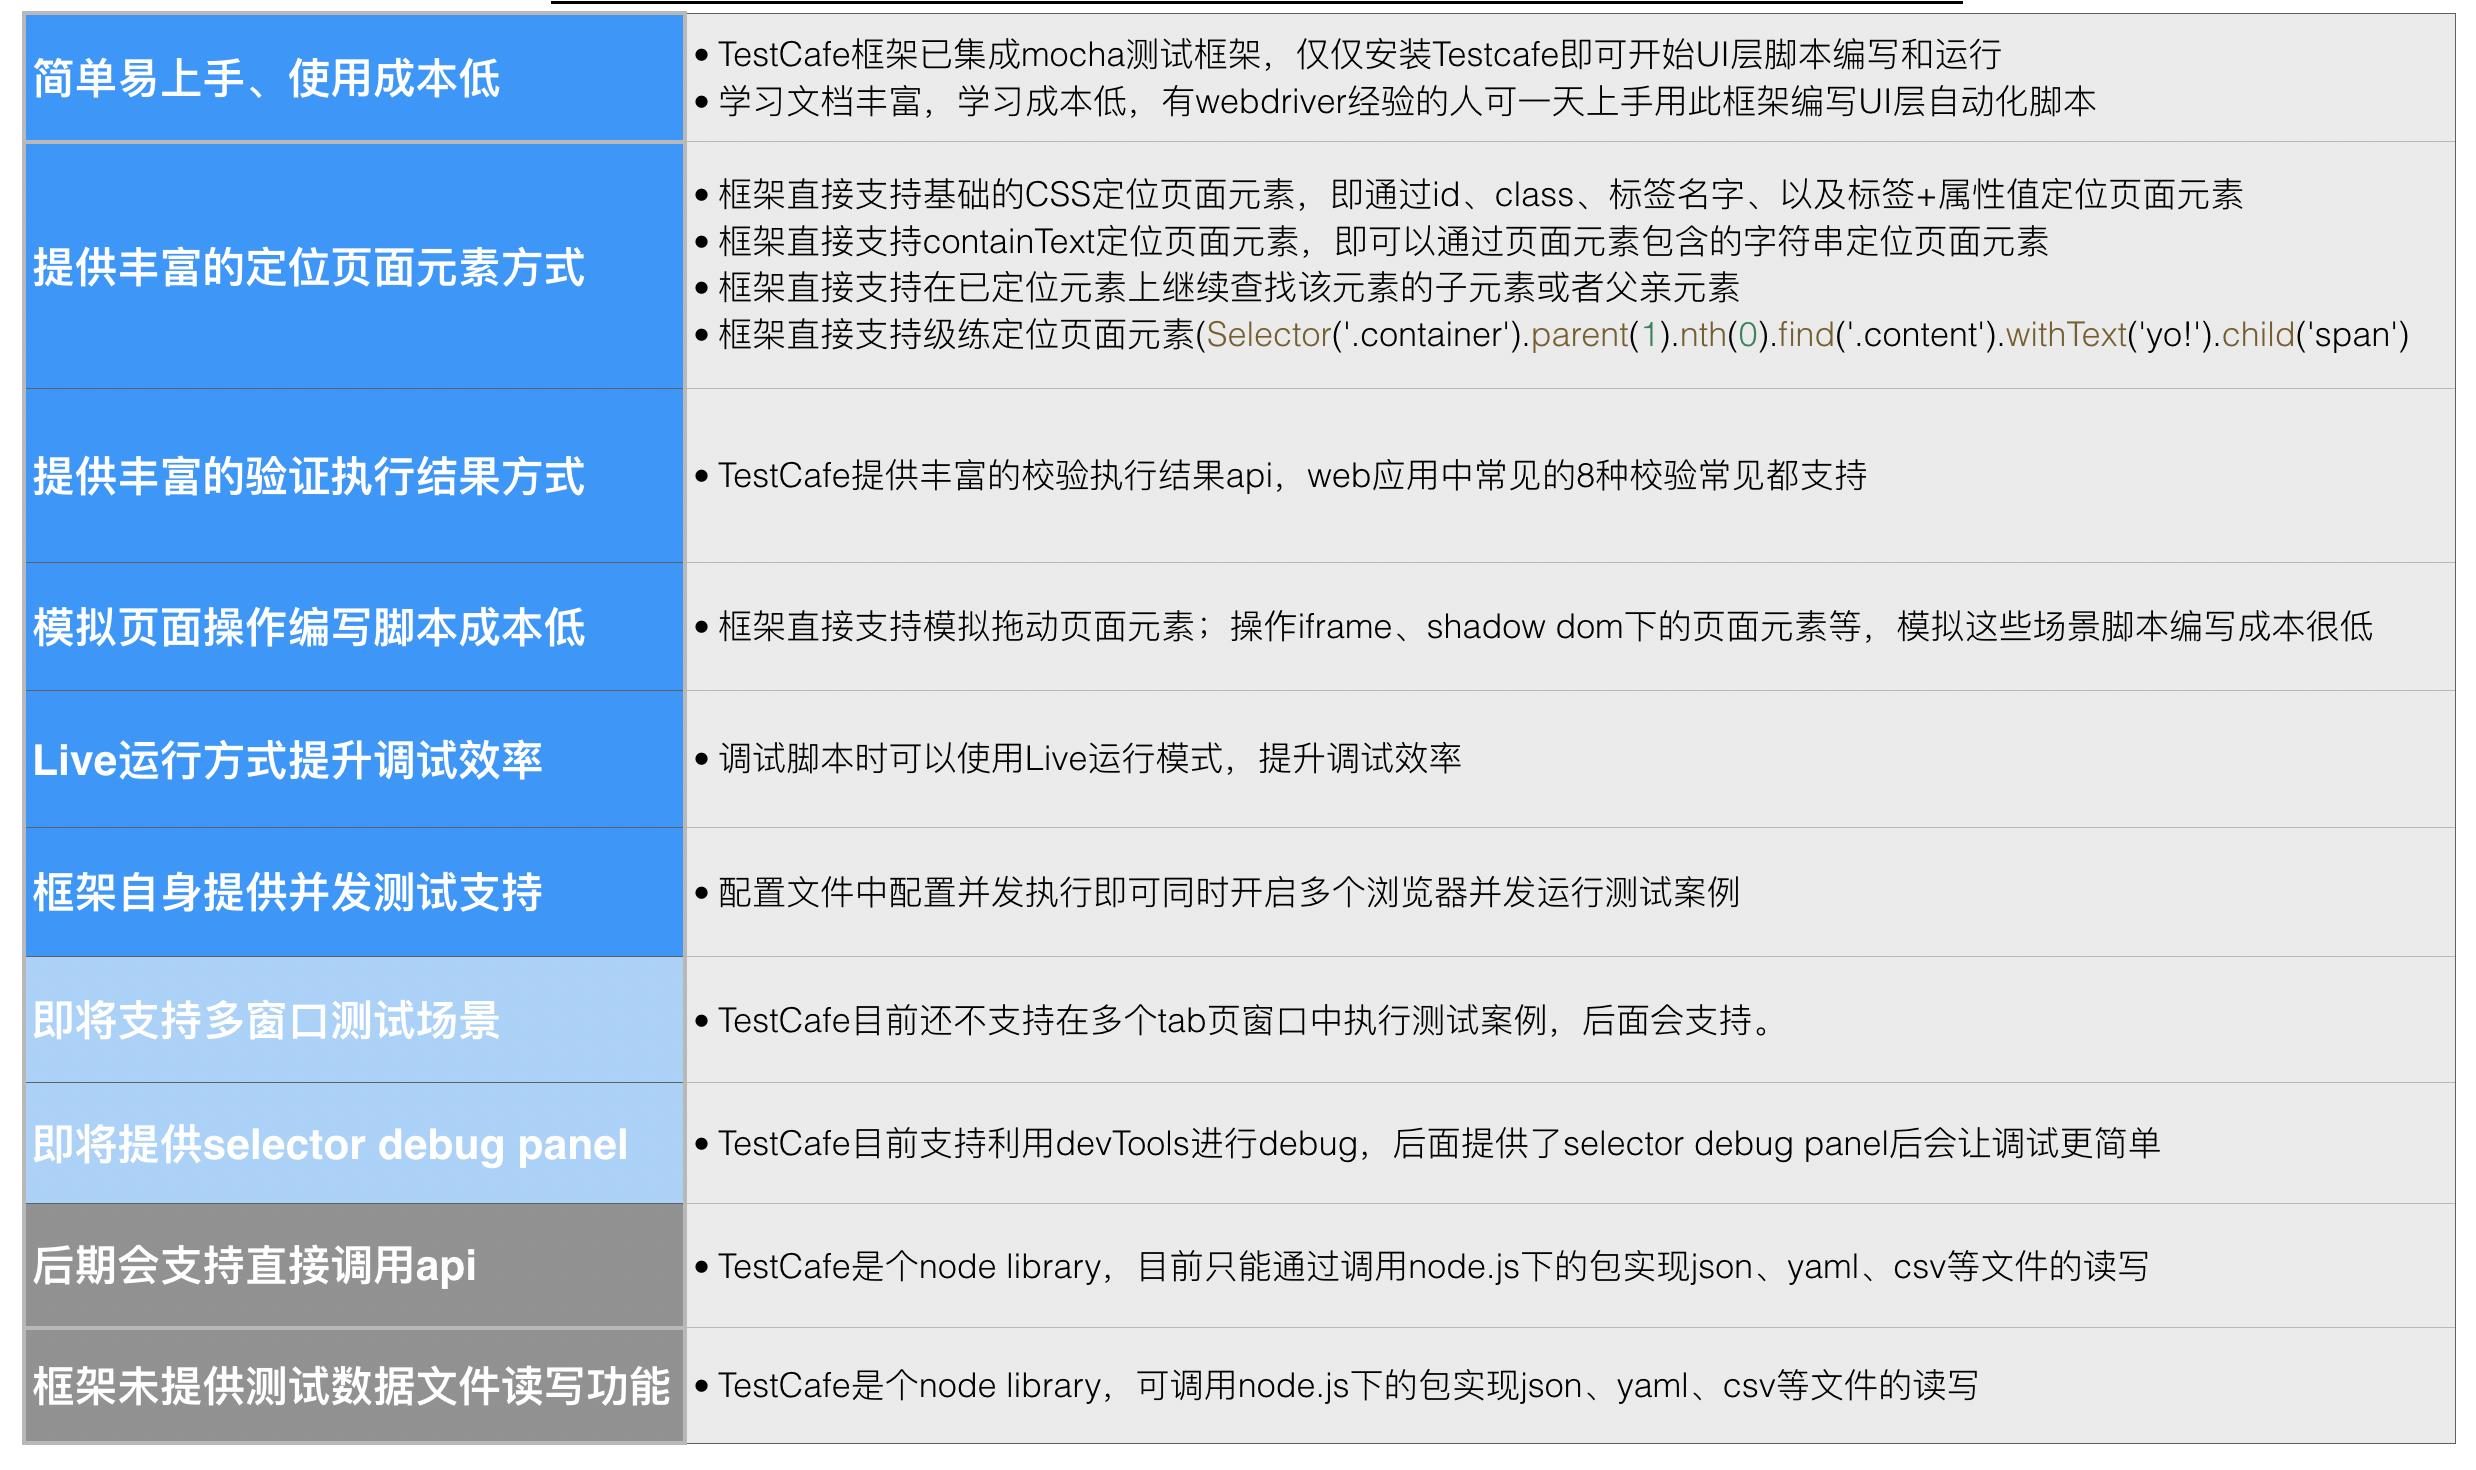 简单易上手、使用成本低
• TestCafe框架已集成mocha测试框架，仅仅安装Testcafe即可开始UI层脚本编写和运行
• 学习文档丰富，学习成本低，有webdriver经验的人可一天上手用此框架编写UI层自动化脚本
提供丰富的定位页面元素方式
• 框架直接支持基础的CSS定位页面元素，即通过id、class、标签名字、以及标签+属性值定位页面元素
• 框架直接支持containText定位页面元素，即可以通过页面元素包含的字符串定位页面元素
• 框架直接支持在已定位元素上继续查找该元素的子元素或者父亲元素
• 框架直接支持级练定位页面元素(Selector('.container').parent(1).nth(0).find('.content').withText('yo!').child('span')
提供丰富的验证执行结果方式
• TestCafe提供丰富的校验执行结果api，web应用中常见的8种校验常见都支持
模拟页面操作编写脚本成本低
• 框架直接支持模拟拖动页面元素；操作iframe、shadow dom下的页面元素等，模拟这些场景脚本编写成本很低
Live运行方式提升调试效率
• 调试脚本时可以使用Live运行模式，提升调试效率
框架自身提供并发测试支持
• 配置文件中配置并发执行即可同时开启多个浏览器并发运行测试案例
即将支持多窗口测试场景
• TestCafe目前还不支持在多个tab页窗口中执行测试案例，后面会支持。
即将提供selector debug panel
• TestCafe目前支持利用devTools进行debug，后面提供了selector debug panel后会让调试更简单
后期会支持直接调用api
• TestCafe是个node library，目前只能通过调用node.js下的包实现json、yaml、csv等文件的读写
框架未提供测试数据文件读写功能
• TestCafe是个node library，可调用node.js下的包实现json、yaml、csv等文件的读写